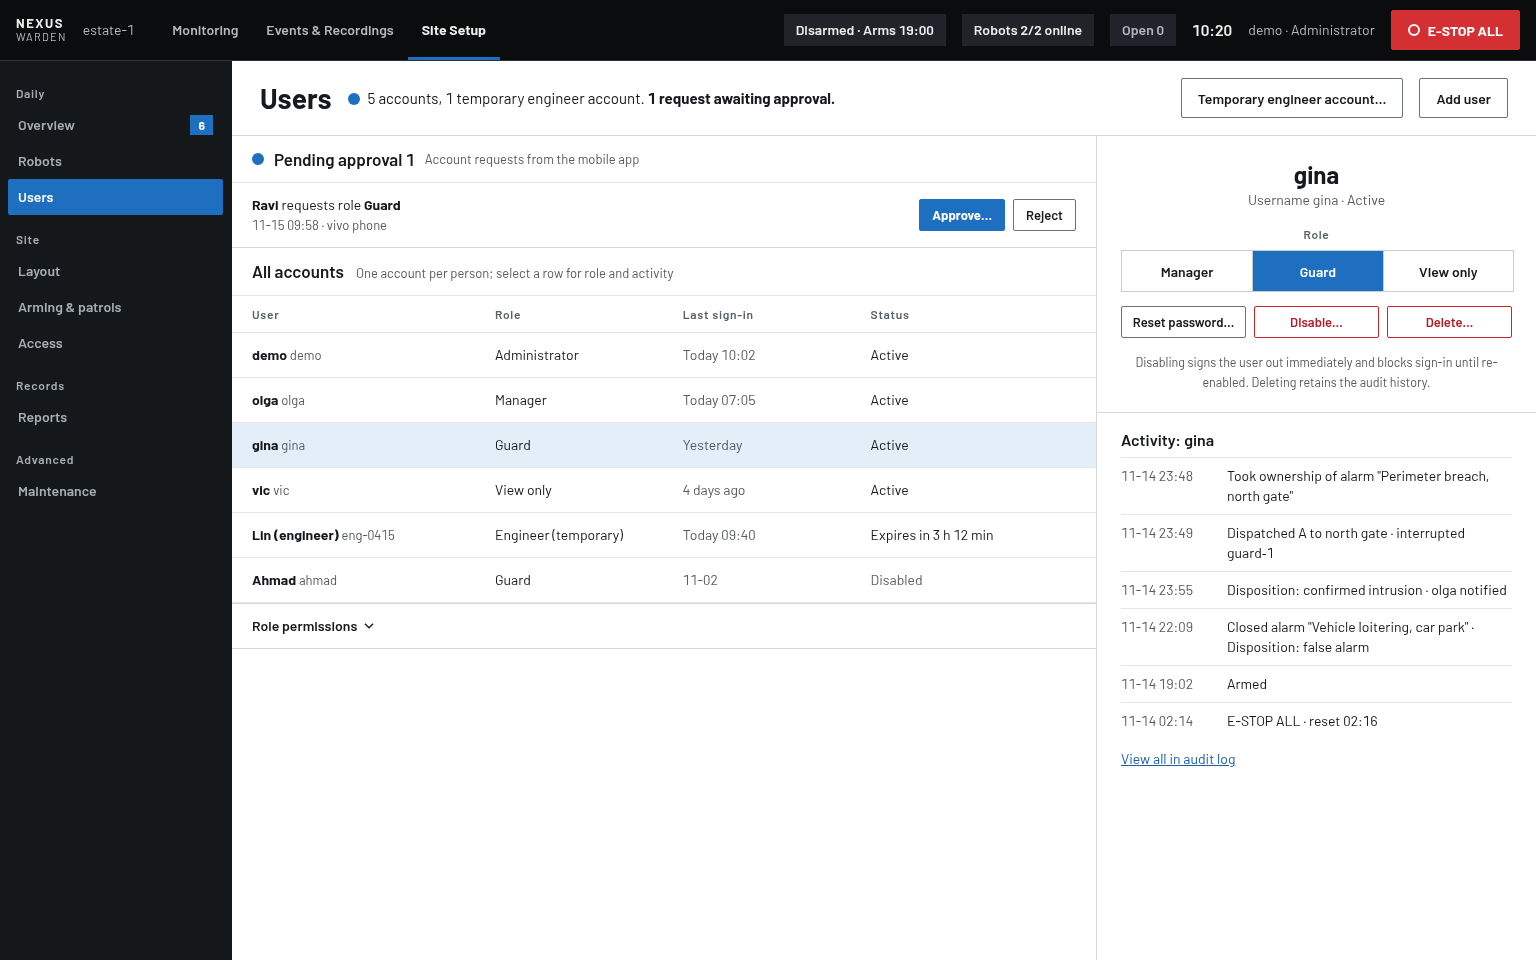 NEXUS
WARDEN
estate-1
Monitoring
Events & Recordings
Site Setup
Disarmed · Arms 19:00
Robots 2/2 online
Open 0
10:20
demo · Administrator
E-STOP ALL
Daily
Overview
6
Robots
Users
Site
Layout
Arming & patrols
Access
Records
Reports
Advanced
Maintenance
Users
5 accounts, 1 temporary engineer account. 1 request awaiting approval.
Temporary engineer account...
Add user
Pending approval 1
Account requests from the mobile app
Ravi requests role Guard
11-15 09:58 · vivo phone
Approve...
Reject
All accounts
One account per person; select a row for role and activity
User Role Last sign-in Status
demo demo Administrator Today 10:02 Active
olga olga Manager Today 07:05 Active
gina gina Guard Yesterday Active
vic vic View only 4 days ago Active
Lin (engineer) eng-0415 Engineer (temporary) Today 09:40 Expires in 3 h 12 min
Ahmad ahmad Guard 11-02 Disabled
Role permissions
gina
Username gina · Active
Role
Manager
Guard
View only
Reset password...
Disable...
Delete...
Disabling signs the user out immediately and blocks sign-in until re-
enabled. Deleting retains the audit history.
Activity: gina
11-14 23:48 Took ownership of alarm "Perimeter breach,
north gate"
11-14 23:49 Dispatched A to north gate · interrupted
guard-1
11-14 23:55 Disposition: confirmed intrusion · olga notified
11-14 22:09 Closed alarm "Vehicle loitering, car park" ·
Disposition: false alarm
11-14 19:02 Armed
11-14 02:14 E-STOP ALL · reset 02:16
View all in audit log